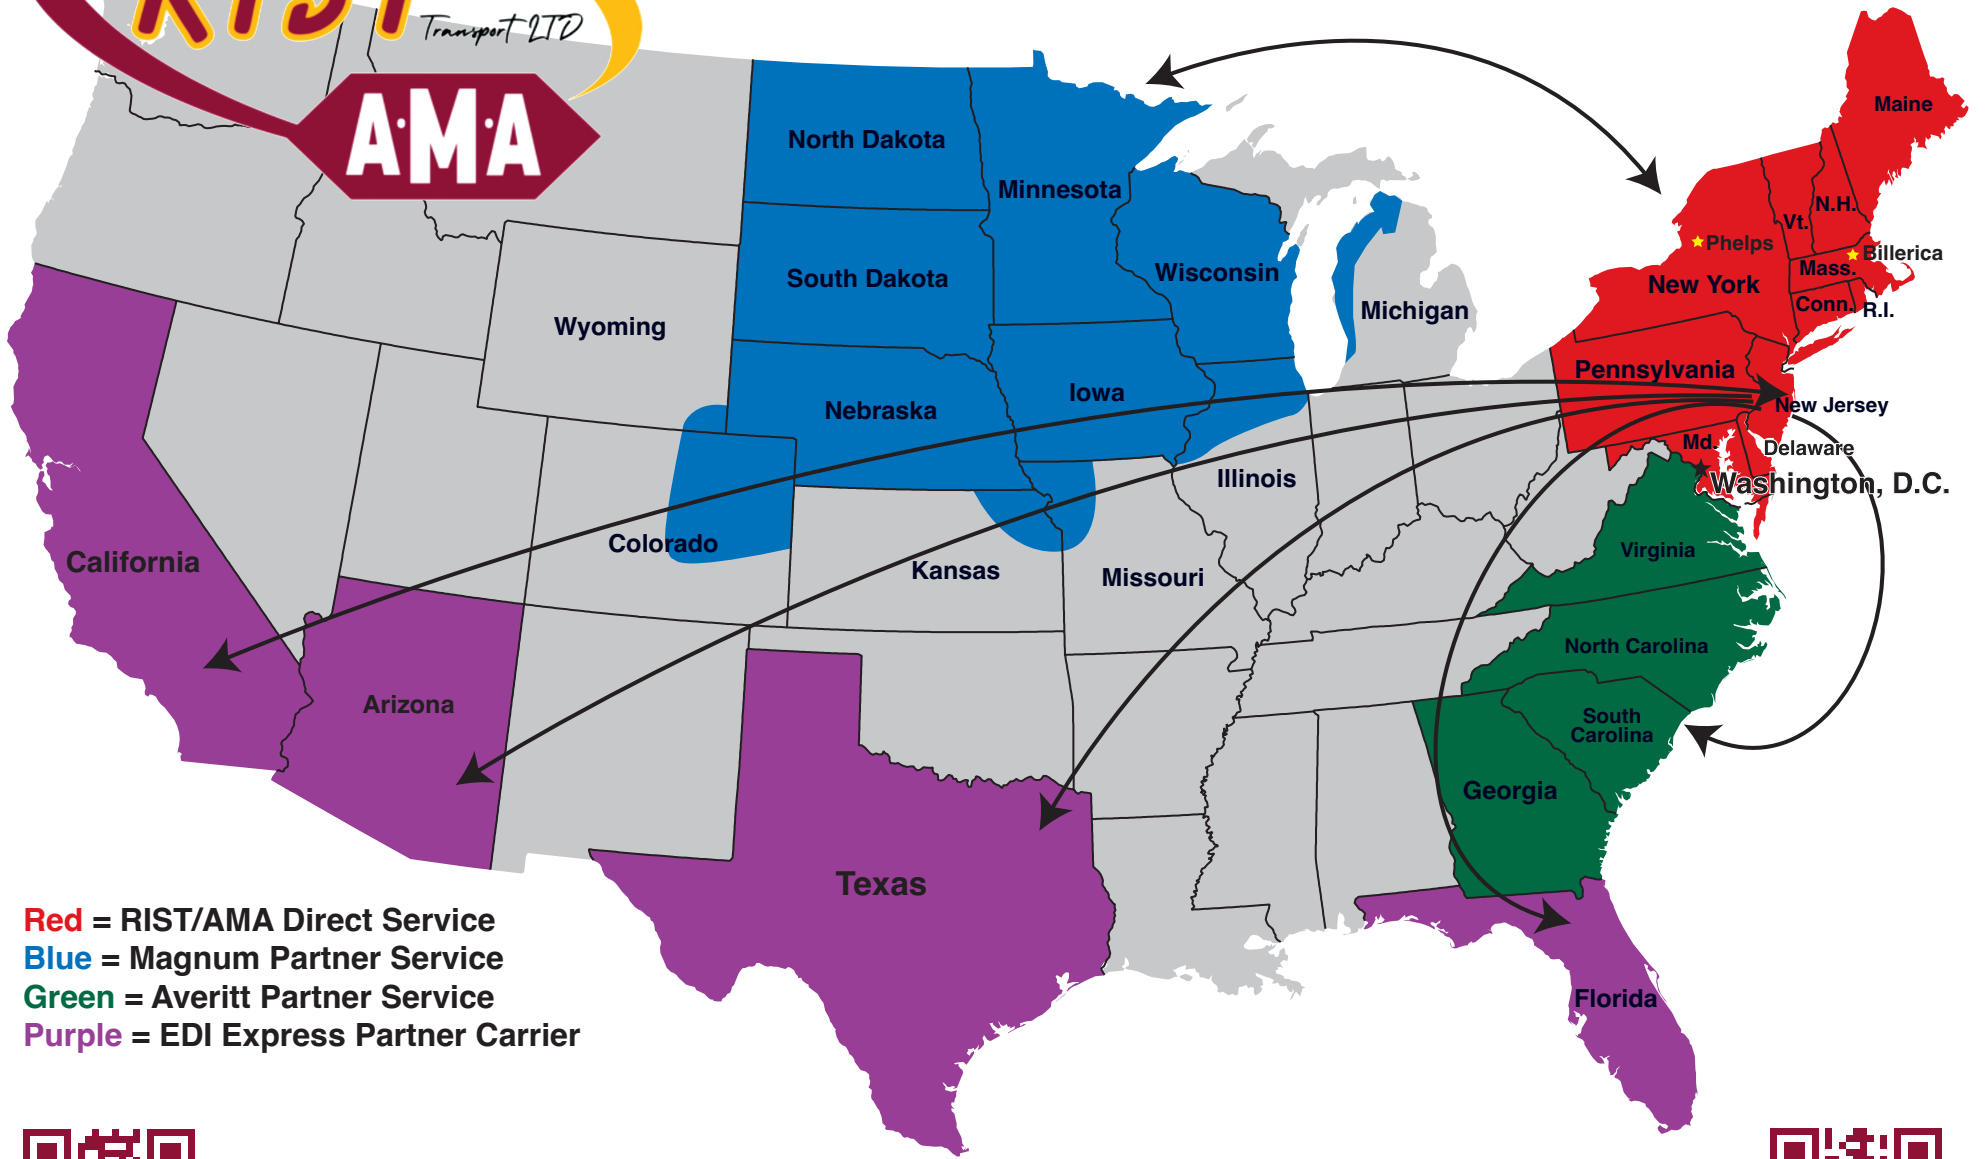 RIST
Transport LTD
A·M·A
North Dakota
Minnesota
Maine
South Dakota
Wisconsin
N.H.
Vt.
Phelps
Billerica
Mass.
New York
Conn.
R.I.
Wyoming
Michigan
Pennsylvania
Nebraska
Iowa
New Jersey
Md.
Delaware
Washington, D.C.
Illinois
California
Colorado
Kansas
Missouri
Virginia
North Carolina
Arizona
South
Carolina
Georgia
Texas
Florida
Red = RIST/AMA Direct Service
Blue = Magnum Partner Service
Green = Averitt Partner Service
Purple = EDI Express Partner Carrier